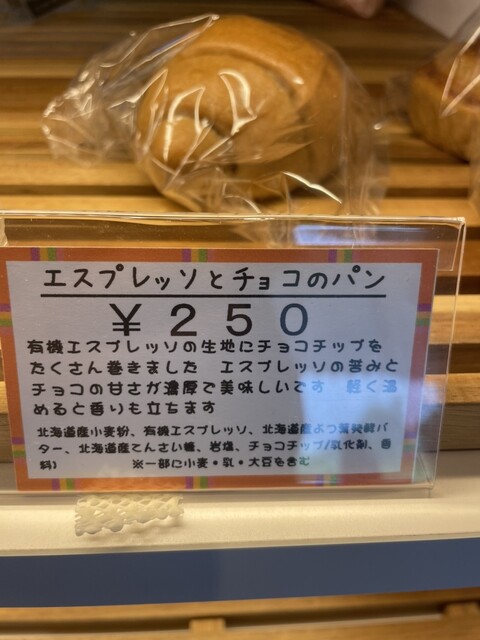 エスプレッソとチョコのパン
￥２５０
有機エスプレッソの生地にチョコチップを
たくさん巻きました　エスプレッソの苦みと
チョコの甘さが濃厚で美味しいです　軽く温
めると香りも立ちます
北海道産小麦粉、有機エスプレッソ、北海道産よつ葉発酵バ
ター、北海道産てんさい糖、岩塩、チョコチップ/乳化剤、香
料）　※一部に小麦・乳・大豆を含む